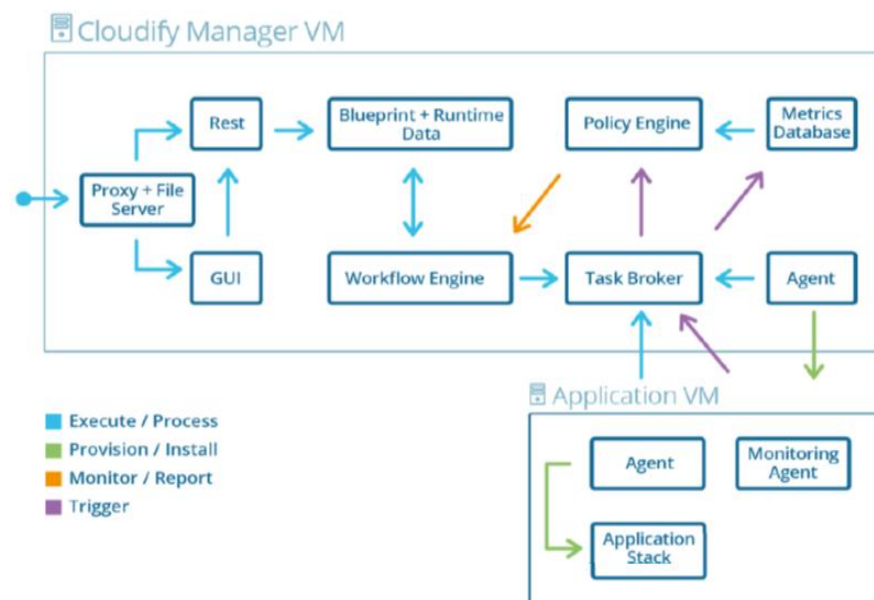 Cloudify Manager VM
Rest
Blueprint + Runtime
Data
Policy Engine
Metrics
Database
Proxy + File
Server
GUI
Workflow Engine
Task Broker
Agent
Application VM
Execute / Process
Provision / Install
Monitor / Report
Trigger
Agent
Monitoring
Agent
Application
Stack